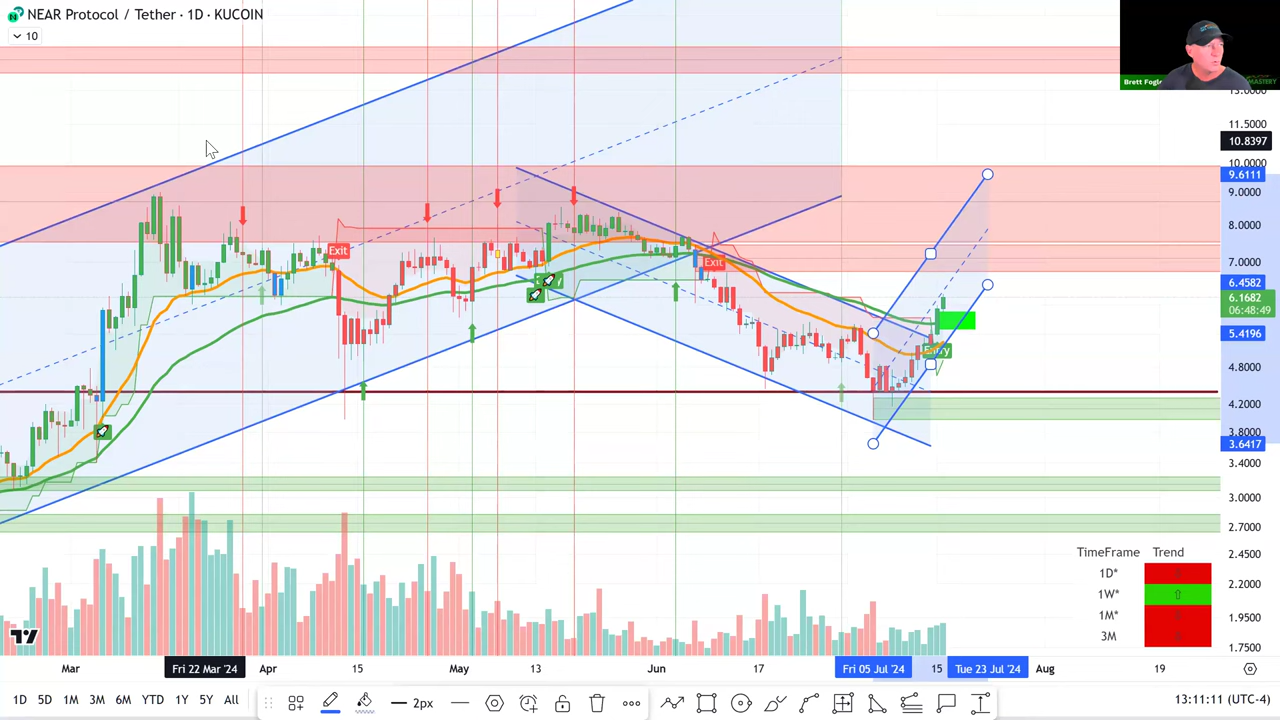 NEAR Protocol / Tether · 1D · KUCOIN
10
Brett Fogle
MASTERY
13.0000
11.5000
10.8397
10.0000
9.6111
9.0000
8.0000
7.0000
6.4582
6.1682
06:48:49
5.4196
4.8000
4.2000
3.8000
3.6417
3.4000
3.0000
2.7000
2.4500
2.2000
1.9500
1.7500
Exit
Exit
Entry
TimeFrame Trend
1D*
1W* ⇧
1M*
3M
Mar
Fri 22 Mar '24
Apr
15
May
13
Jun
17
Fri 05 Jul '24
15
Tue 23 Jul '24
Aug
19
1D 5D 1M 3M 6M YTD 1Y 5Y All
2px
13:11:11 (UTC-4)